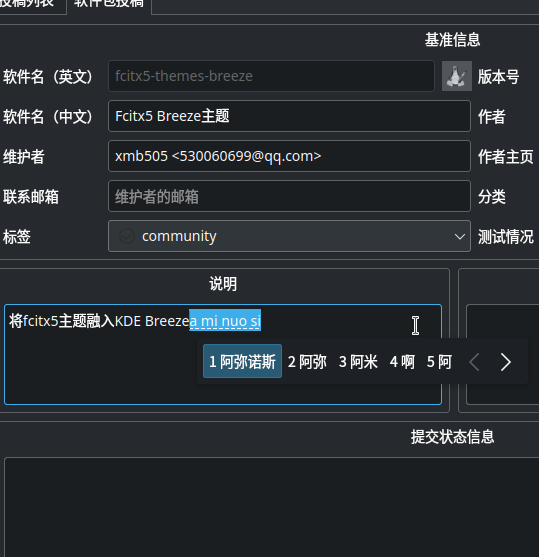 投稿列表 软件包投稿
基准信息
软件名（英文） fcitx5-themes-breeze 版本号
软件名（中文） Fcitx5 Breeze主题 作者
维护者 xmb505 <530060699@qq.com> 作者主页
联系邮箱 维护者的邮箱 分类
标签 community 测试情况
说明
将fcitx5主题融入KDE Breezea mi nuo si
1 阿弥诺斯 2 阿弥 3 阿米 4 啊 5 阿
提交状态信息